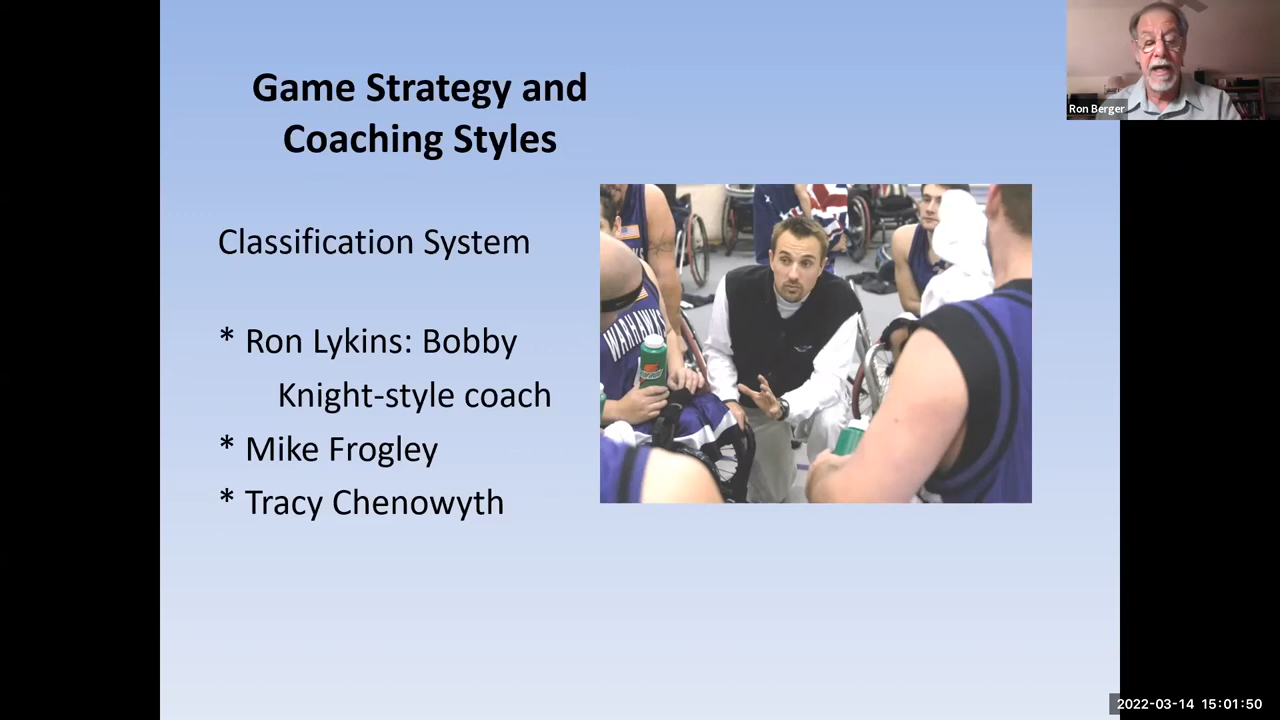 Game Strategy and
Coaching Styles
Ron Berger
Classification System
* Ron Lykins: Bobby
Knight-style coach
* Mike Frogley
* Tracy Chenowyth
WARHAWKS
2022-03-14 15:01:50